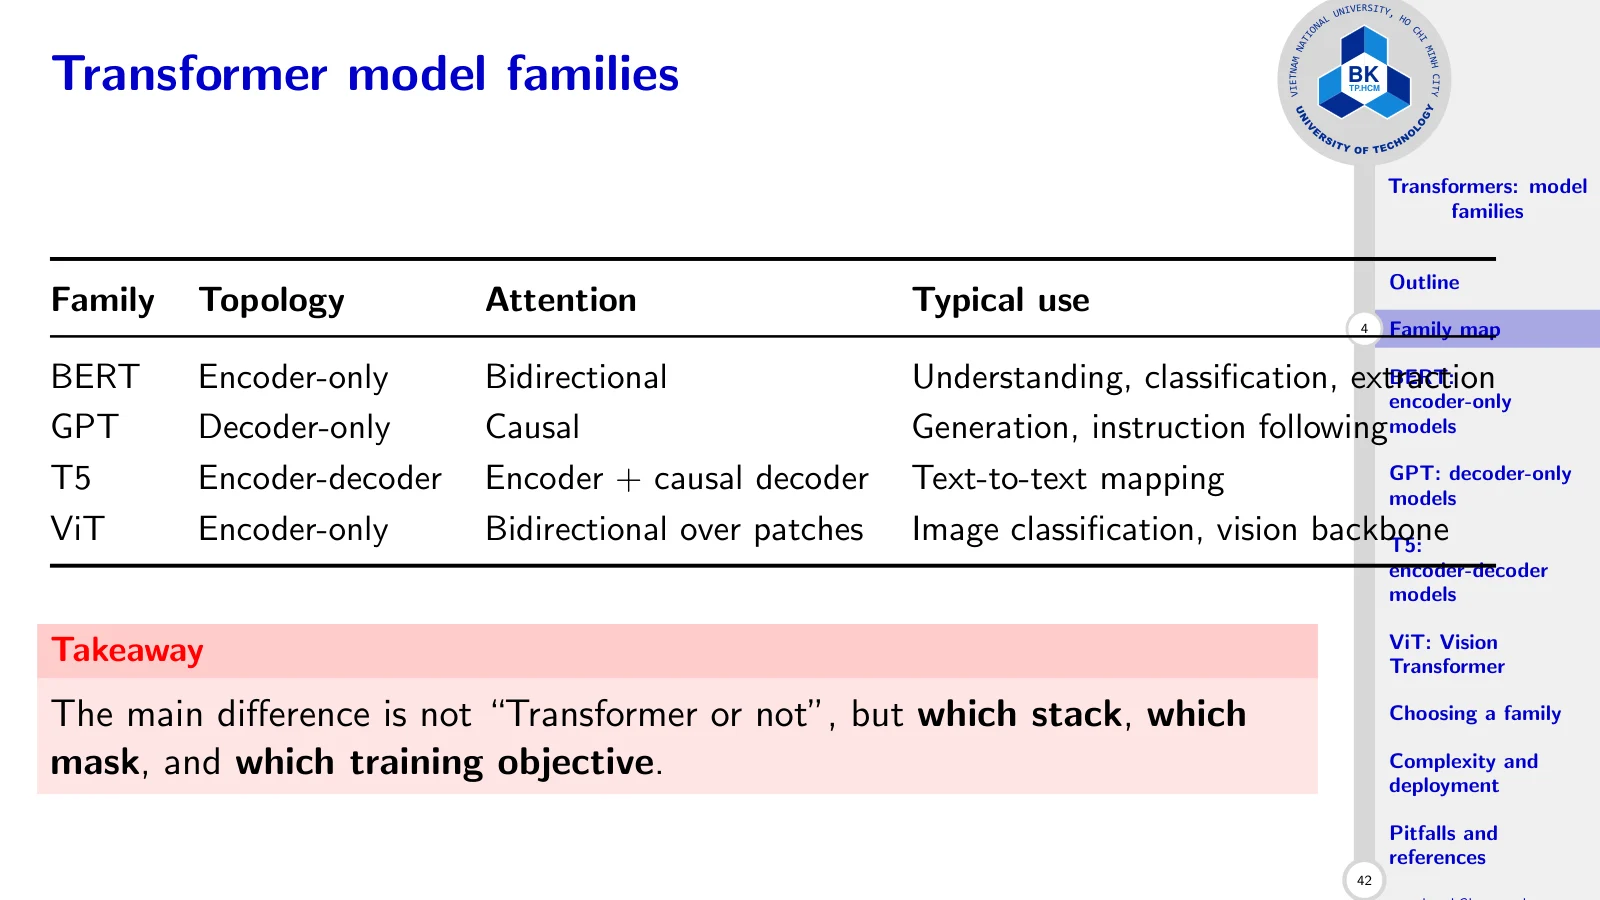 Transformer model families
VIETNAM NATIONAL UNIVERSITY, HO CHI MINH CITY
UNIVERSITY OF TECHNOLOGY
BK
TP.HCM
Family Topology Attention Typical use
BERT Encoder-only Bidirectional Understanding, classification, extraction
GPT Decoder-only Causal Generation, instruction following
T5 Encoder-decoder Encoder + causal decoder Text-to-text mapping
ViT Encoder-only Bidirectional over patches Image classification, vision backbone
Takeaway
The main difference is not “Transformer or not”, but which stack, which
mask, and which training objective.
Transformers: model
families
Outline
4
Family map
BERT:
encoder-only
models
GPT: decoder-only
models
T5:
encoder-decoder
models
ViT: Vision
Transformer
Choosing a family
Complexity and
deployment
Pitfalls and
references
42